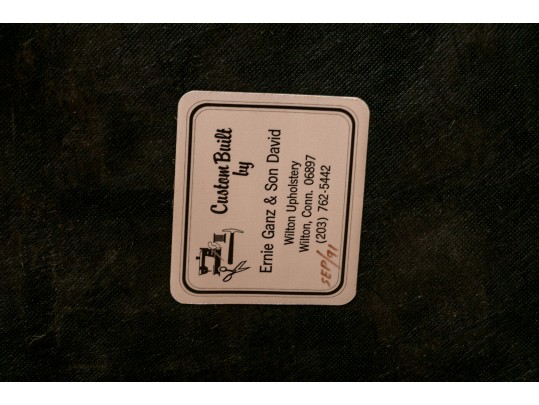 Custom Built
by
Ernie Ganz & Son David
Wilton Upholstery
Wilton, Conn. 06897
(203) 762-5442
SEP/91